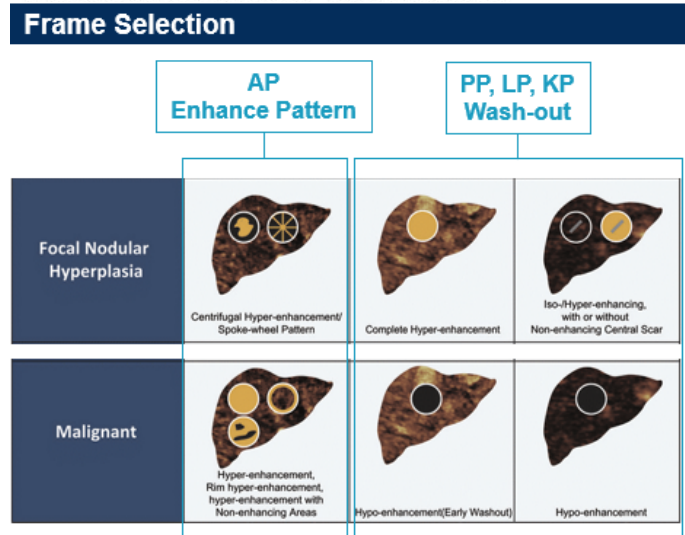 Frame Selection
AP
Enhance Pattern
PP, LP, KP
Wash-out
Focal Nodular
Hyperplasia
Centrifugal Hyper-enhancement/
Spoke-wheel Pattern
Complete Hyper-enhancement
Iso-/Hyper-enhancing,
with or without
Non-enhancing Central Scar
Malignant
Hyper-enhancement,
Rim hyper-enhancement,
hyper-enhancement with
Non-enhancing Areas
Hypo-enhancement(Early Washout)
Hypo-enhancement